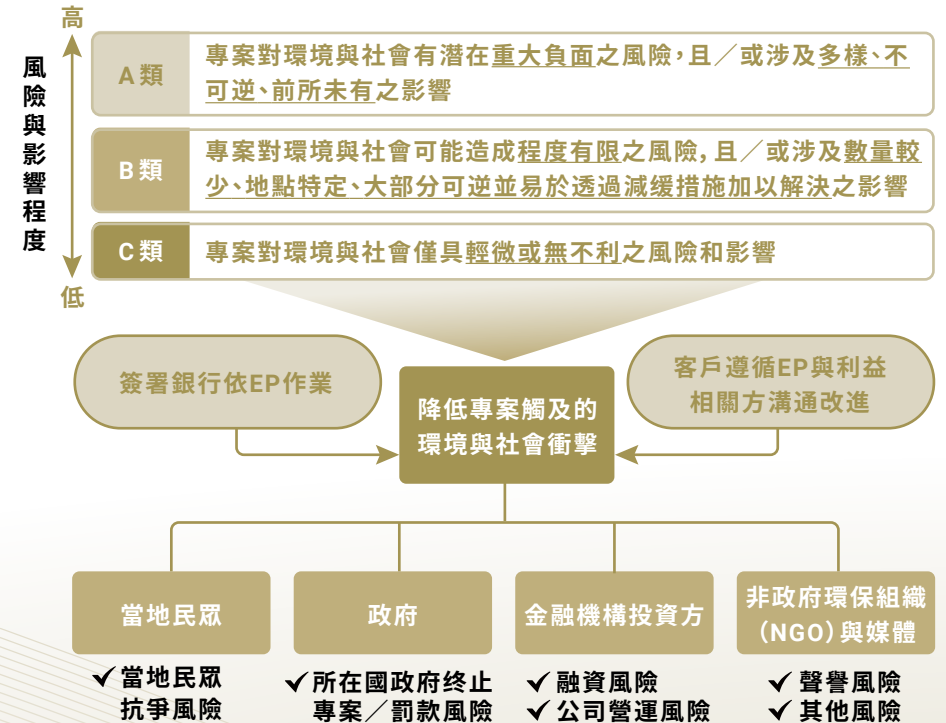 高
風險與影響程度
低
A類
專案對環境與社會有潛在重大負面之風險,且／或涉及多樣、不
可逆、前所未有之影響
B類
專案對環境與社會可能造成程度有限之風險,且／或涉及數量較
少、地點特定、大部分可逆並易於透過減緩措施加以解決之影響
C類
專案對環境與社會僅具輕微或無不利之風險和影響
簽署銀行依EP作業
降低專案觸及的
環境與社會衝擊
客戶遵循EP與利益
相關方溝通改進
當地民眾
✓當地民眾
抗爭風險
政府
✓所在國政府終止
專案／罰款風險
金融機構投資方
✓融資風險
✓公司營運風險
非政府環保組織
(NGO)與媒體
✓聲譽風險
✓其他風險